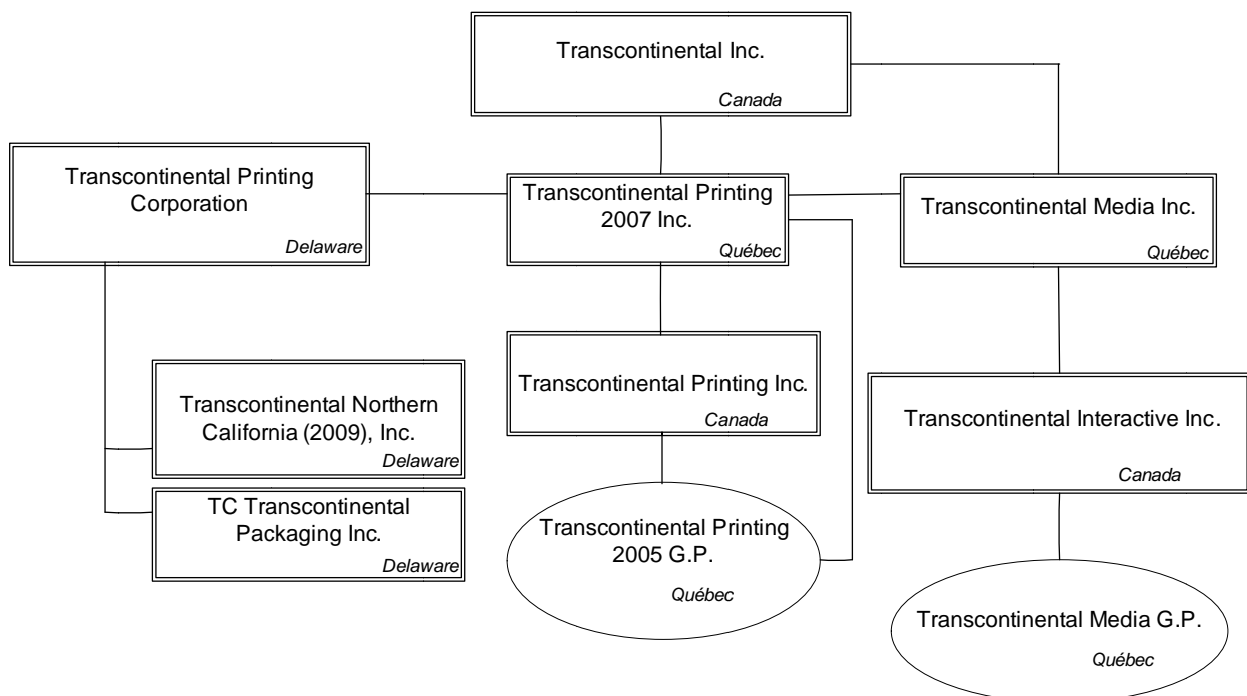 Transcontinental Inc.
Canada
Transcontinental Printing
Corporation
Delaware
Transcontinental Printing
2007 Inc.
Québec
Transcontinental Media Inc.
Québec
Transcontinental Northern
California (2009), Inc.
Delaware
TC Transcontinental
Packaging Inc.
Delaware
Transcontinental Printing Inc.
Canada
Transcontinental Printing
2005 G.P.
Québec
Transcontinental Interactive Inc.
Canada
Transcontinental Media G.P.
Québec